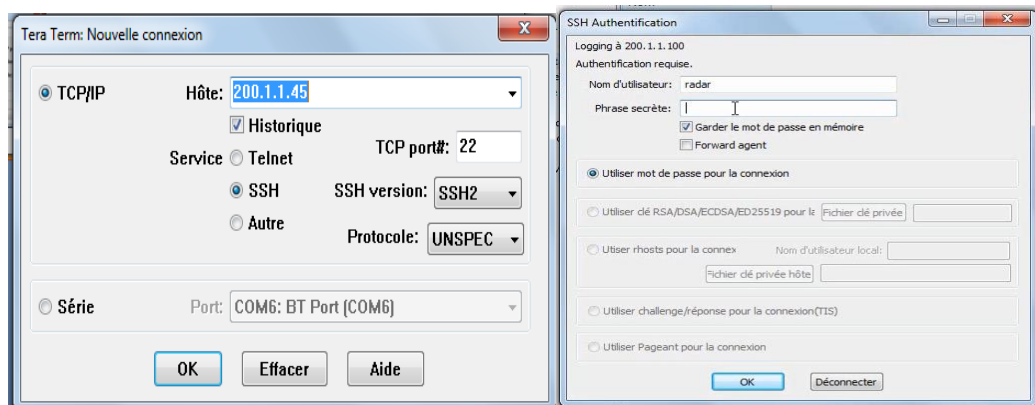 Tera Term: Nouvelle connexion
TCP/IP
Hôte: 200.1.1.45
Historique
Service
Telnet
TCP port#: 22
SSH
SSH version: SSH2
Autre
Protocole: UNSPEC
Série
Port: COM6: BT Port (COM6)
OK
Effacer
Aide
SSH Authentification
Logging à 200.1.1.100
Authentification requise.
Nom d'utilisateur: radar
Phrase secrète:
Garder le mot de passe en mémoire
Forward agent
Utiliser mot de passe pour la connexion
Utiliser clé RSA/DSA/ECDSA/ED25519 pour la Fichier clé privée
Utiser rhosts pour la connex
Nom d'utilisateur local:
Fichier clé privée hôte
Utiliser challenge/réponse pour la connexion(TIS)
Utiliser Pageant pour la connexion
OK
Déconnecter